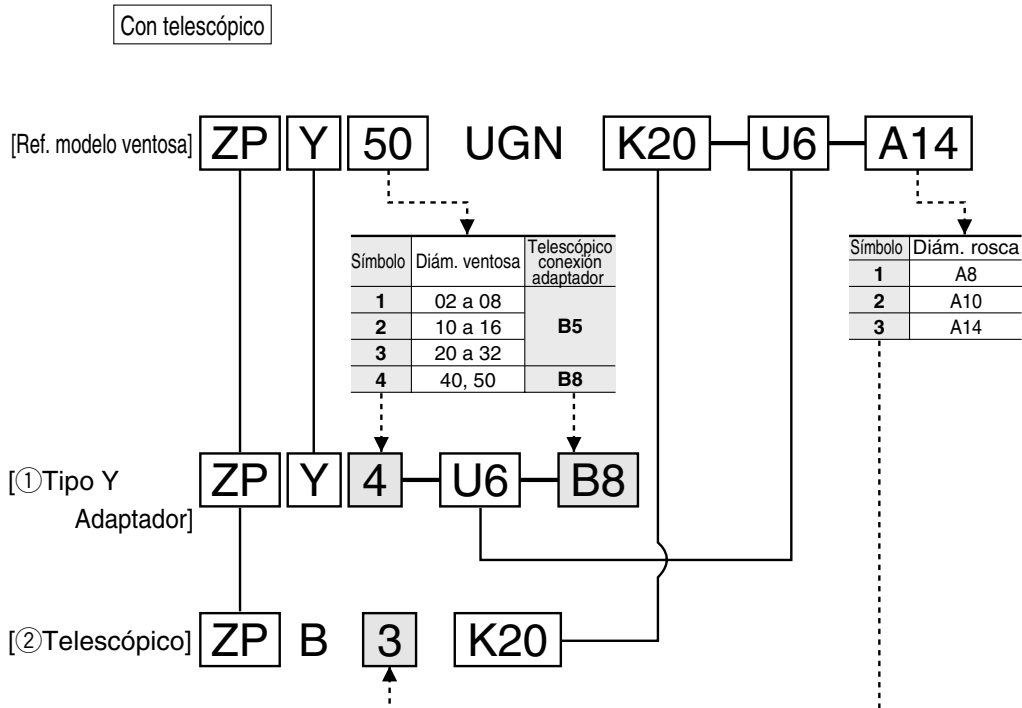 Con telescópico
[Ref. modelo ventosa] ZP Y 50 UGN K20 U6 A14
Símbolo Diám. ventosa Telescópico conexión adaptador
1 02 a 08 B5
2 10 a 16
3 20 a 32
4 40, 50 B8
Símbolo Diám. rosca
1 A8
2 A10
3 A14
[①Tipo Y
Adaptador] ZP Y 4 U6 B8
[②Telescópico] ZP B 3 K20